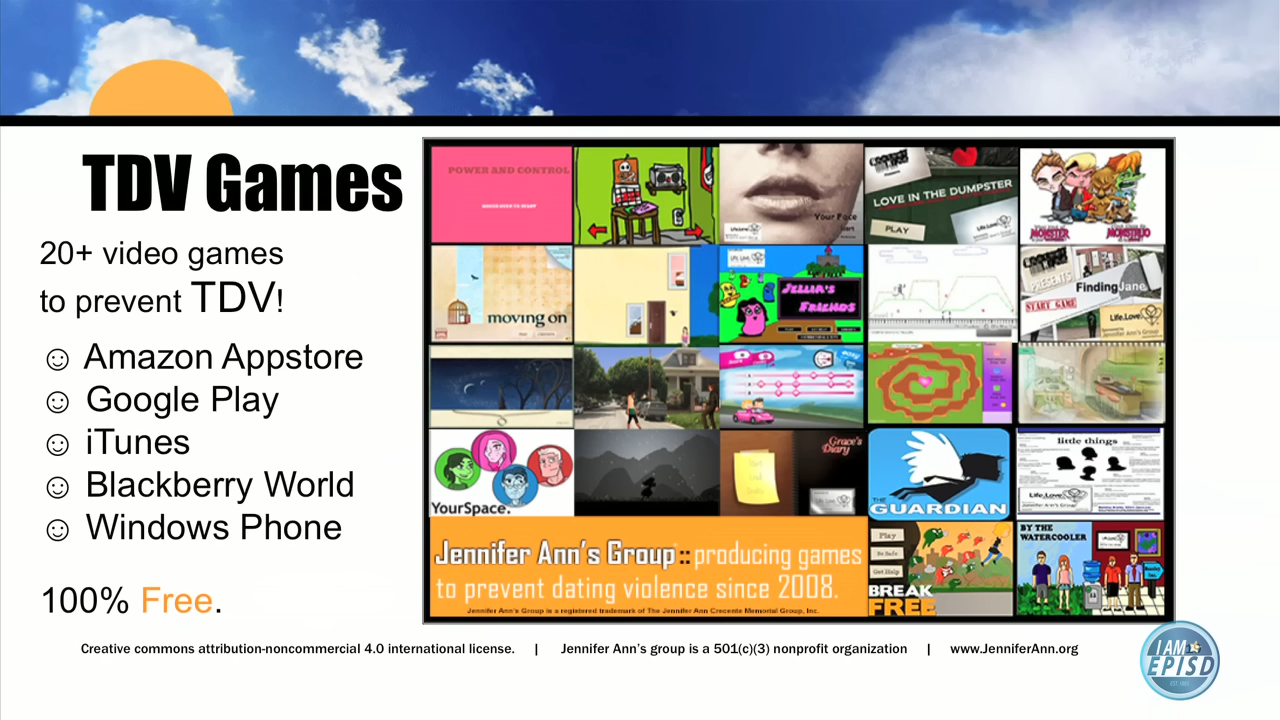 TDV Games
20+ video games
to prevent TDV!
☺ Amazon Appstore
☺ Google Play
☺ iTunes
☺ Blackberry World
☺ Windows Phone
100% Free.
POWER AND CONTROL
Your Face
LOVE IN THE DUMPSTER
PLAY
MONSTER
MONSTRUO
moving on
JELLIA'S
FRIENDS
PRESENTS
FindingJane
START GAME
Life.Love.
YourSpace.
Grace's
Diary
THE
GUARDIAN
little things
Life.Love.
Jennifer Ann's Group :: producing games
to prevent dating violence since 2008.
Jennifer Ann's Group is a registered trademark of The Jennifer Ann Crecente Memorial Group, Inc.
Play
Be Safe
Get Help
BREAK
FREE
BY THE
WATERCOOLER
Creative commons attribution-noncommercial 4.0 international license. | Jennifer Ann's group is a 501(c)(3) nonprofit organization | www.JenniferAnn.org
I AM
EPISD